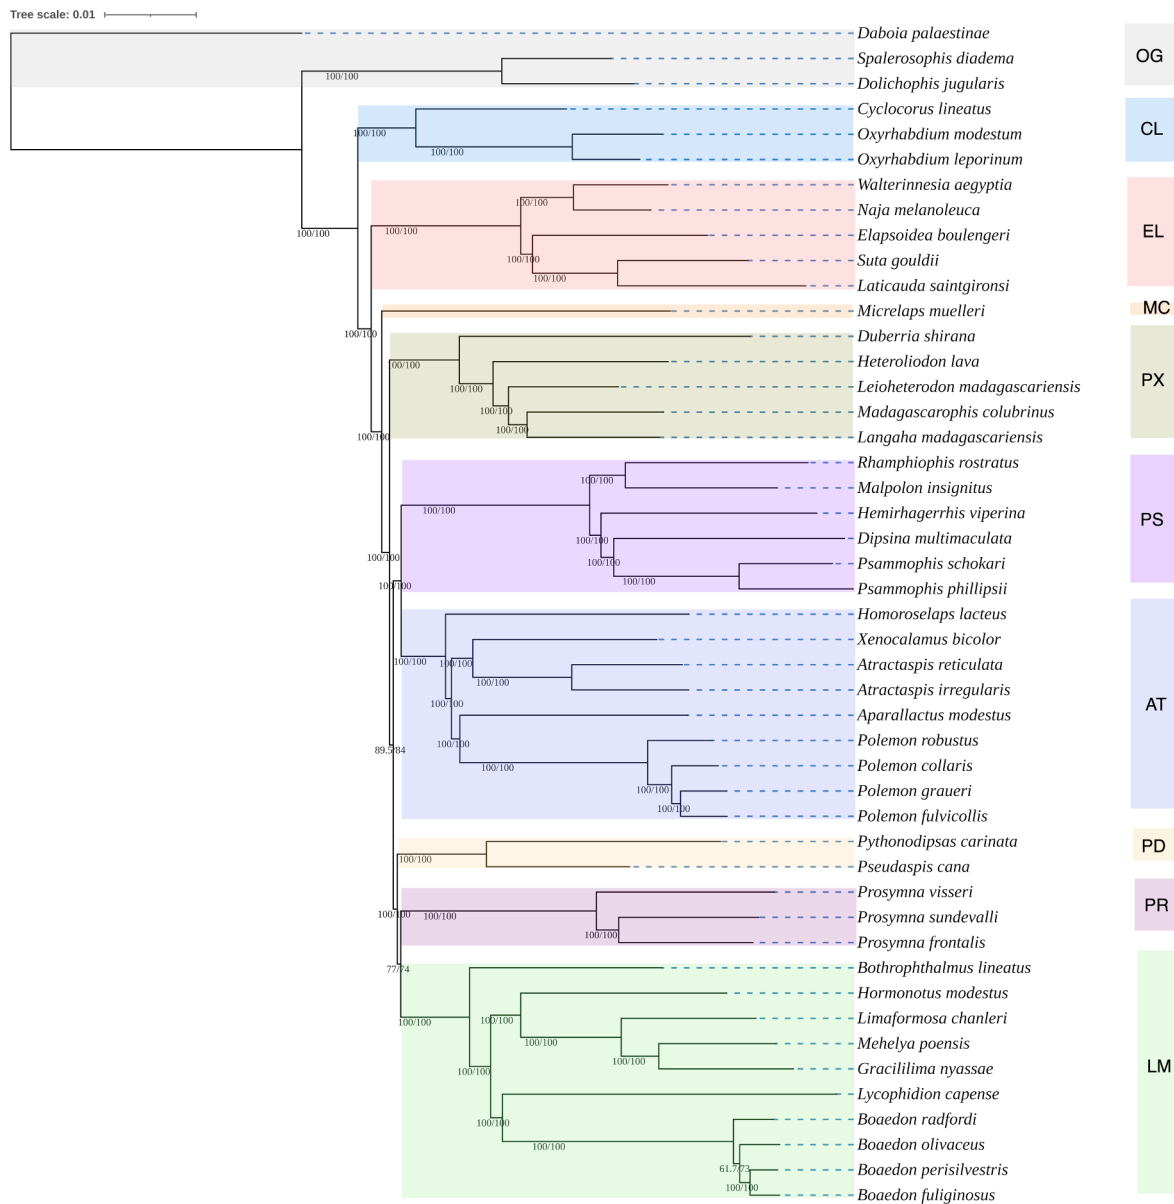 Tree scale: 0.01
Daboia palaestinae
Spalerosophis diadema
OG
100/100
Dolichophis jugularis
Cyclocorus lineatus
100/100
Oxyrhabdium modestum
CL
100/100
Oxyrhabdium leporinum
Walterinnesia aegyptia
100/100
Naja melanoleuca
100/100
100/100
Elapsoidea boulengeri
EL
100/100
Suta gouldii
100/100
Laticauda saintgironsi
Micrelaps muelleri
MC
100/100
Duberria shirana
100/100
Heteroliodon lava
100/100
Leioheterodon madagascariensis
PX
100/100
Madagascarophis colubrinus
100/100
100/100
Langaha madagascariensis
Rhamphiophis rostratus
100/100
Malpolon insignitus
100/100
Hemirhagerrhis viperina
PS
100/100
Dipsina multimaculata
100/100
100/100
Psammophis schokari
100/100
100/100
Psammophis phillipsii
Homoroselaps lacteus
Xenocalamus bicolor
100/100
100/100
Atractaspis reticulata
100/100
Atractaspis irregularis
100/100
AT
Aparallactus modestus
100/100
Polemon robustus
89.5/84
100/100
Polemon collaris
100/100
Polemon graueri
100/100
Polemon fulvicollis
Pythonodipsas carinata
PD
100/100
Pseudaspis cana
Prosymna visseri
PR
100/100
100/100
Prosymna sundevalli
100/100
Prosymna frontalis
77/74
Bothrophthalmus lineatus
Hormonotus modestus
100/100
100/100
Limaformosa chanleri
100/100
Mehelya poensis
100/100
LM
100/100
Gracililima nyassae
Lycophidion capense
100/100
Boaedon radfordi
100/100
Boaedon olivaceus
61.7/73
Boaedon perisilvestris
100/100
Boaedon fuliginosus